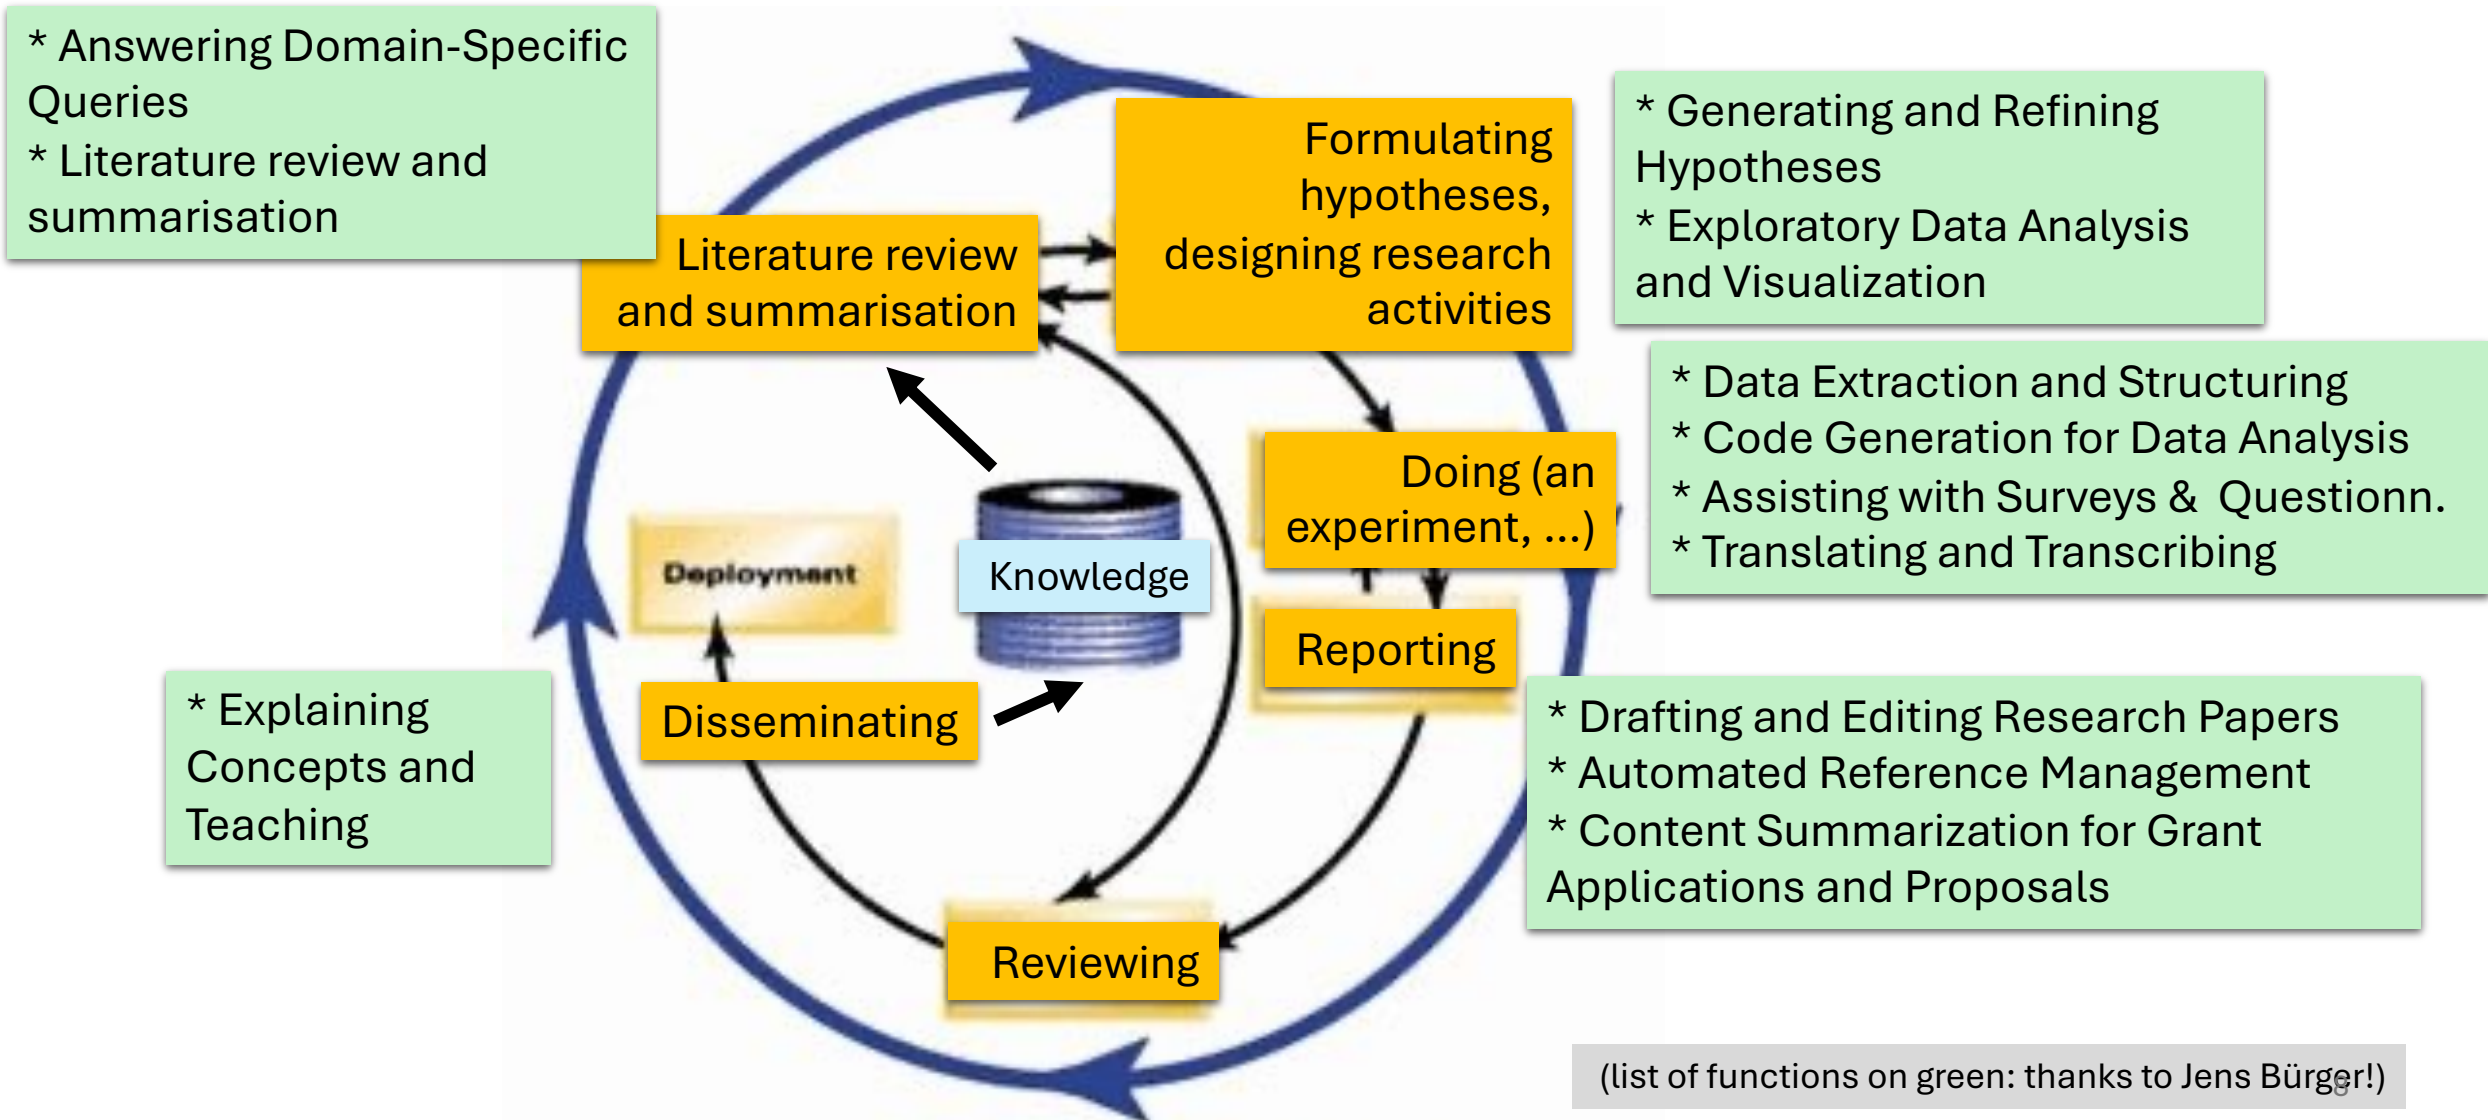 * Answering Domain-Specific
Queries
* Literature review and
summarisation
Literature review
and summarisation
Formulating
hypotheses,
designing research
activities
* Generating and Refining
Hypotheses
* Exploratory Data Analysis
and Visualization
* Data Extraction and Structuring
* Code Generation for Data Analysis
* Assisting with Surveys & Questionn.
* Translating and Transcribing
Doing (an
experiment, ...)
Deployment
Knowledge
Reporting
Disseminating
* Explaining
Concepts and
Teaching
* Drafting and Editing Research Papers
* Automated Reference Management
* Content Summarization for Grant
Applications and Proposals
Reviewing
(list of functions on green: thanks to Jens Bürger!)
8